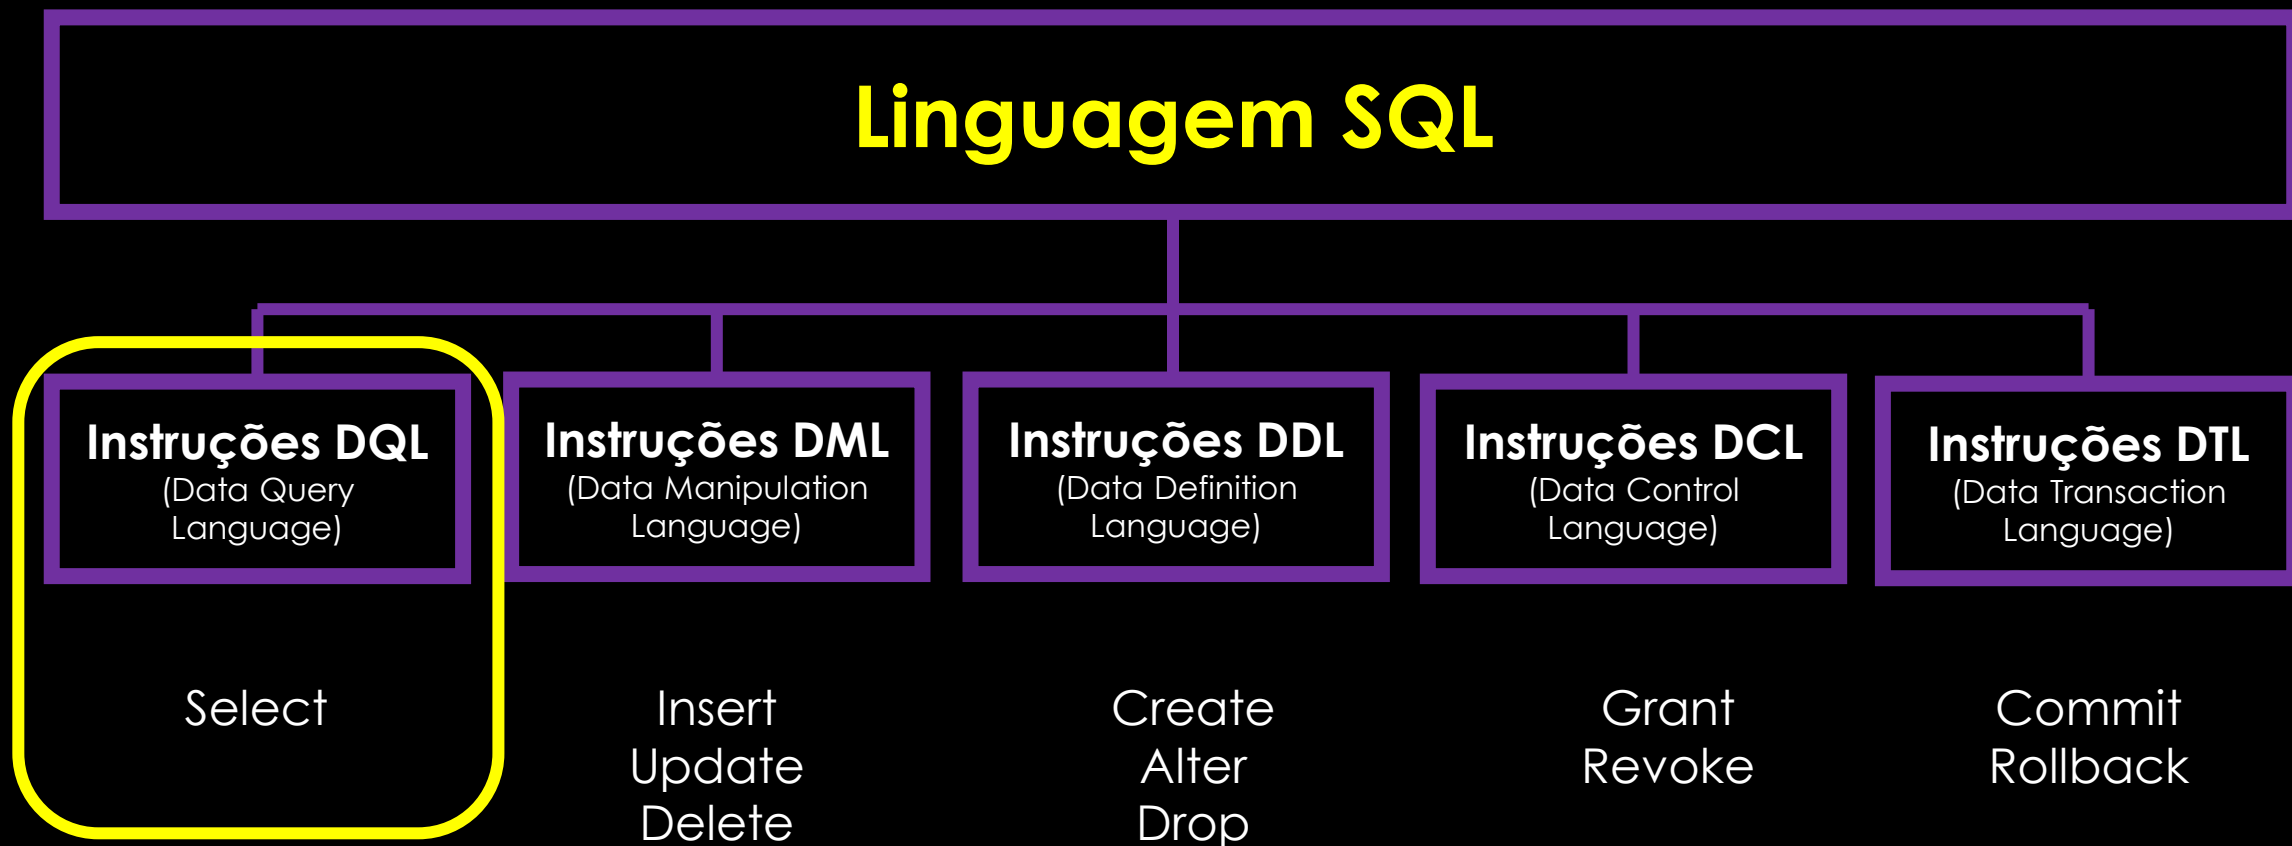 Linguagem SQL
Instruções DQL
(Data Query
Language)
Select
Instruções DML
(Data Manipulation
Language)
Insert
Update
Delete
Instruções DDL
(Data Definition
Language)
Create
Alter
Drop
Instruções DCL
(Data Control
Language)
Grant
Revoke
Instruções DTL
(Data Transaction
Language)
Commit
Rollback